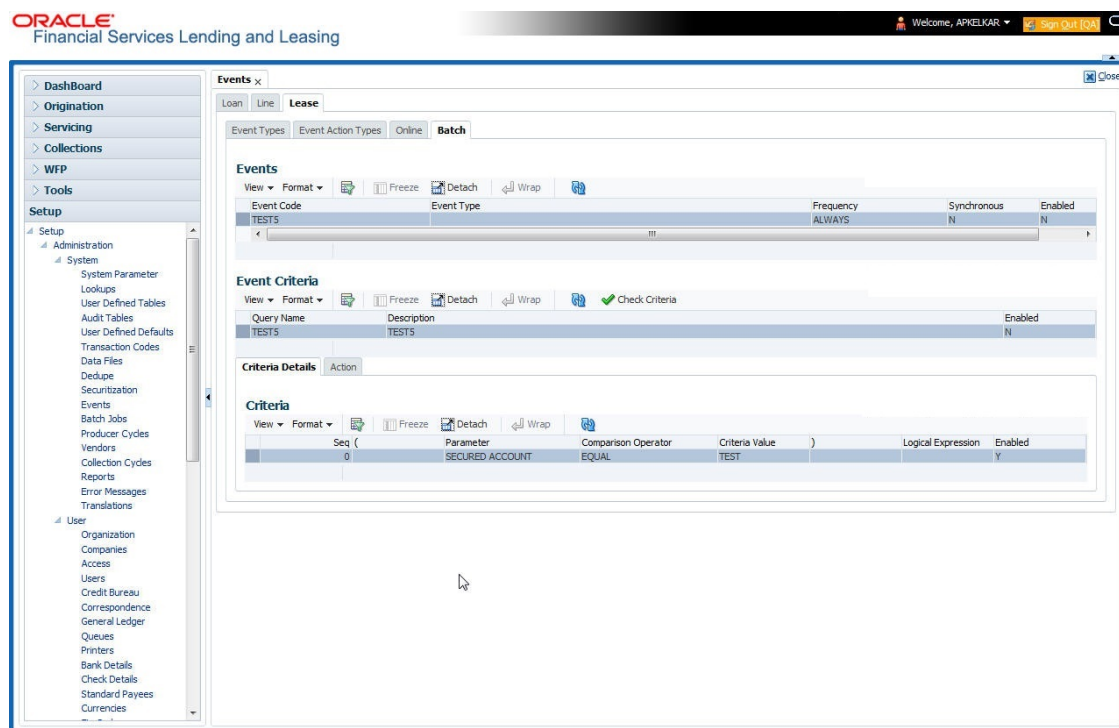 ORACLE
Financial Services Lending and Leasing
Welcome, APKELKAR
Sign Out [QA]
DashBoard
Origination
Servicing
Collections
WFP
Tools
Setup
Setup
Administration
System
System Parameter
Lookups
User Defined Tables
Audit Tables
User Defined Defaults
Transaction Codes
Data Files
Dedupe
Securitization
Events
Batch Jobs
Producer Cycles
Vendors
Collection Cycles
Reports
Error Messages
Translations
User
Organization
Companies
Access
Users
Credit Bureau
Correspondence
General Ledger
Queues
Printers
Bank Details
Check Details
Standard Payees
Currencies
Events
Close
Loan Line Lease
Event Types Event Action Types Online Batch
Events
View Format Freeze Detach Wrap
Event Code Event Type Frequency Synchronous Enabled
TEST5 ALWAYS N N
Event Criteria
View Format Freeze Detach Wrap Check Criteria
Query Name Description Enabled
TEST5 TEST5 N
Criteria Details Action
Criteria
View Format Freeze Detach Wrap
Seq ( Parameter Comparison Operator Criteria Value ) Logical Expression Enabled
0 SECURED ACCOUNT EQUAL TEST Y